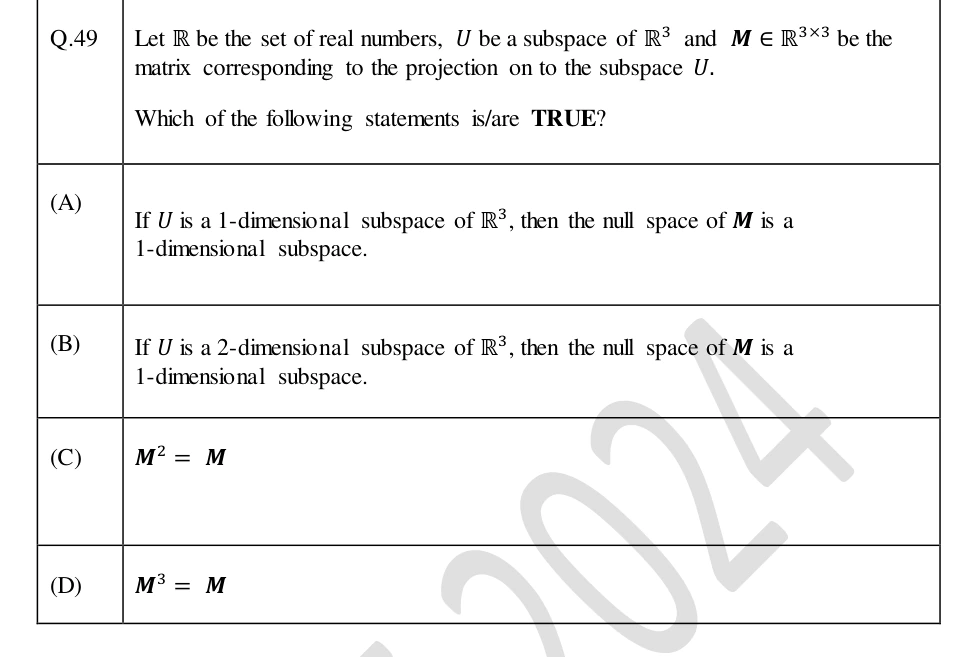 Q.49 Let ℝ be the set of real numbers, U be a subspace of ℝ³ and M ∈ ℝ³ˣ³ be the
matrix corresponding to the projection on to the subspace U.
Which of the following statements is/are TRUE?
(A)
If U is a 1-dimensional subspace of ℝ³, then the null space of M is a
1-dimensional subspace.
(B) If U is a 2-dimensional subspace of ℝ³, then the null space of M is a
1-dimensional subspace.
(C) M² = M
(D) M³ = M
2024